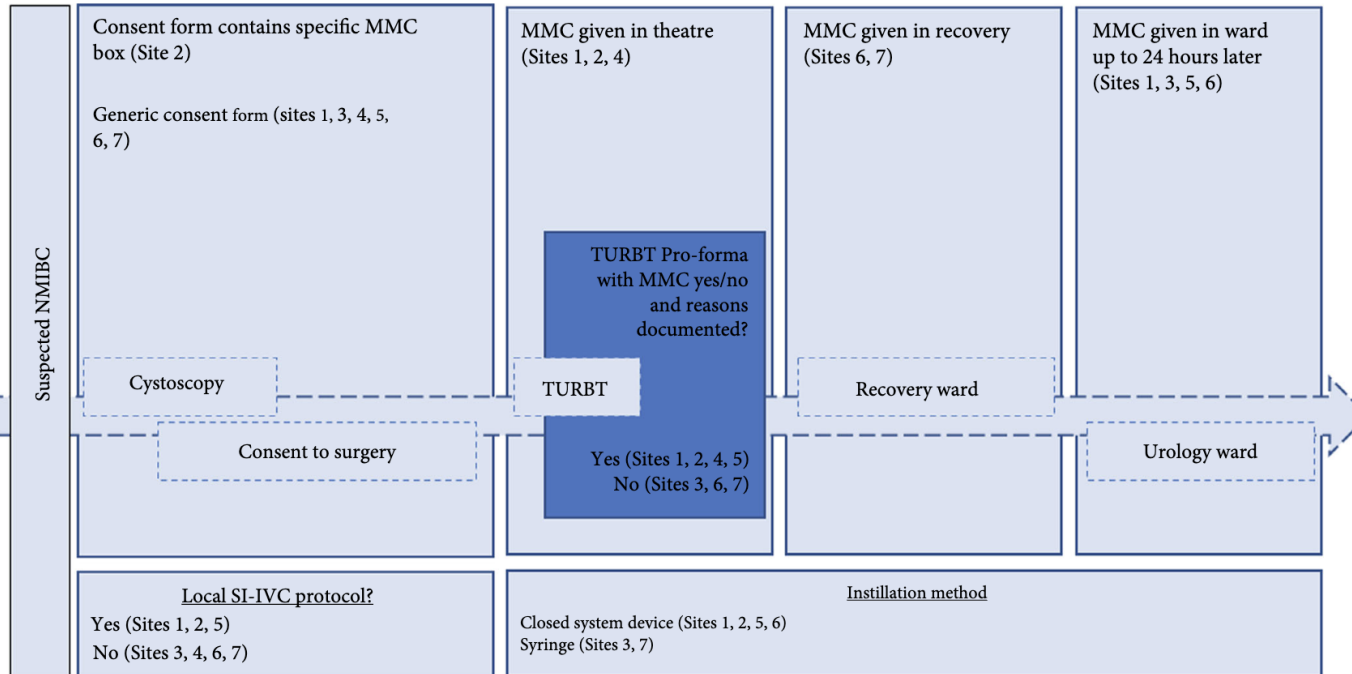 Suspected NMIBC
Consent form contains specific MMC
box (Site 2)
Generic consent form (sites 1, 3, 4, 5,
6, 7)
Cystoscopy
Consent to surgery
Local SI-IVC protocol?
Yes (Sites 1, 2, 5)
No (Sites 3, 4, 6, 7)
MMC given in theatre
(Sites 1, 2, 4)
TURBT Pro-forma
with MMC yes/no
and reasons
documented?
TURBT
Yes (Sites 1, 2, 4, 5)
No (Sites 3, 6, 7)
MMC given in recovery
(Sites 6, 7)
Recovery ward
MMC given in ward
up to 24 hours later
(Sites 1, 3, 5, 6)
Urology ward
Instillation method
Closed system device (Sites 1, 2, 5, 6)
Syringe (Sites 3, 7)